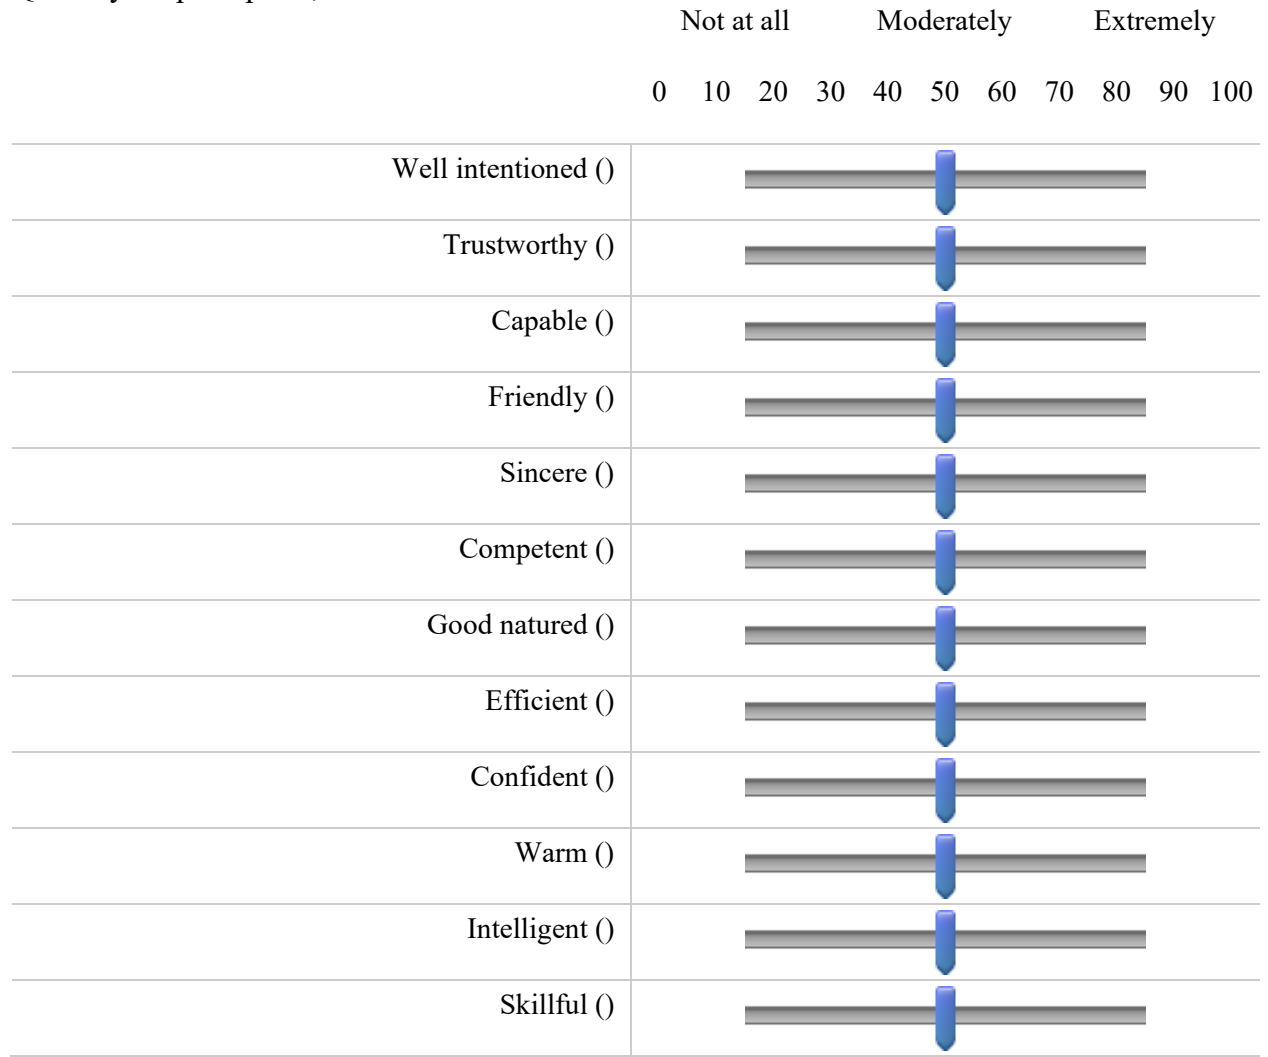 Not at all Moderately Extremely
0 10 20 30 40 50 60 70 80 90 100
Well intentioned ()
Trustworthy ()
Capable ()
Friendly ()
Sincere ()
Competent ()
Good natured ()
Efficient ()
Confident ()
Warm ()
Intelligent ()
Skillful ()